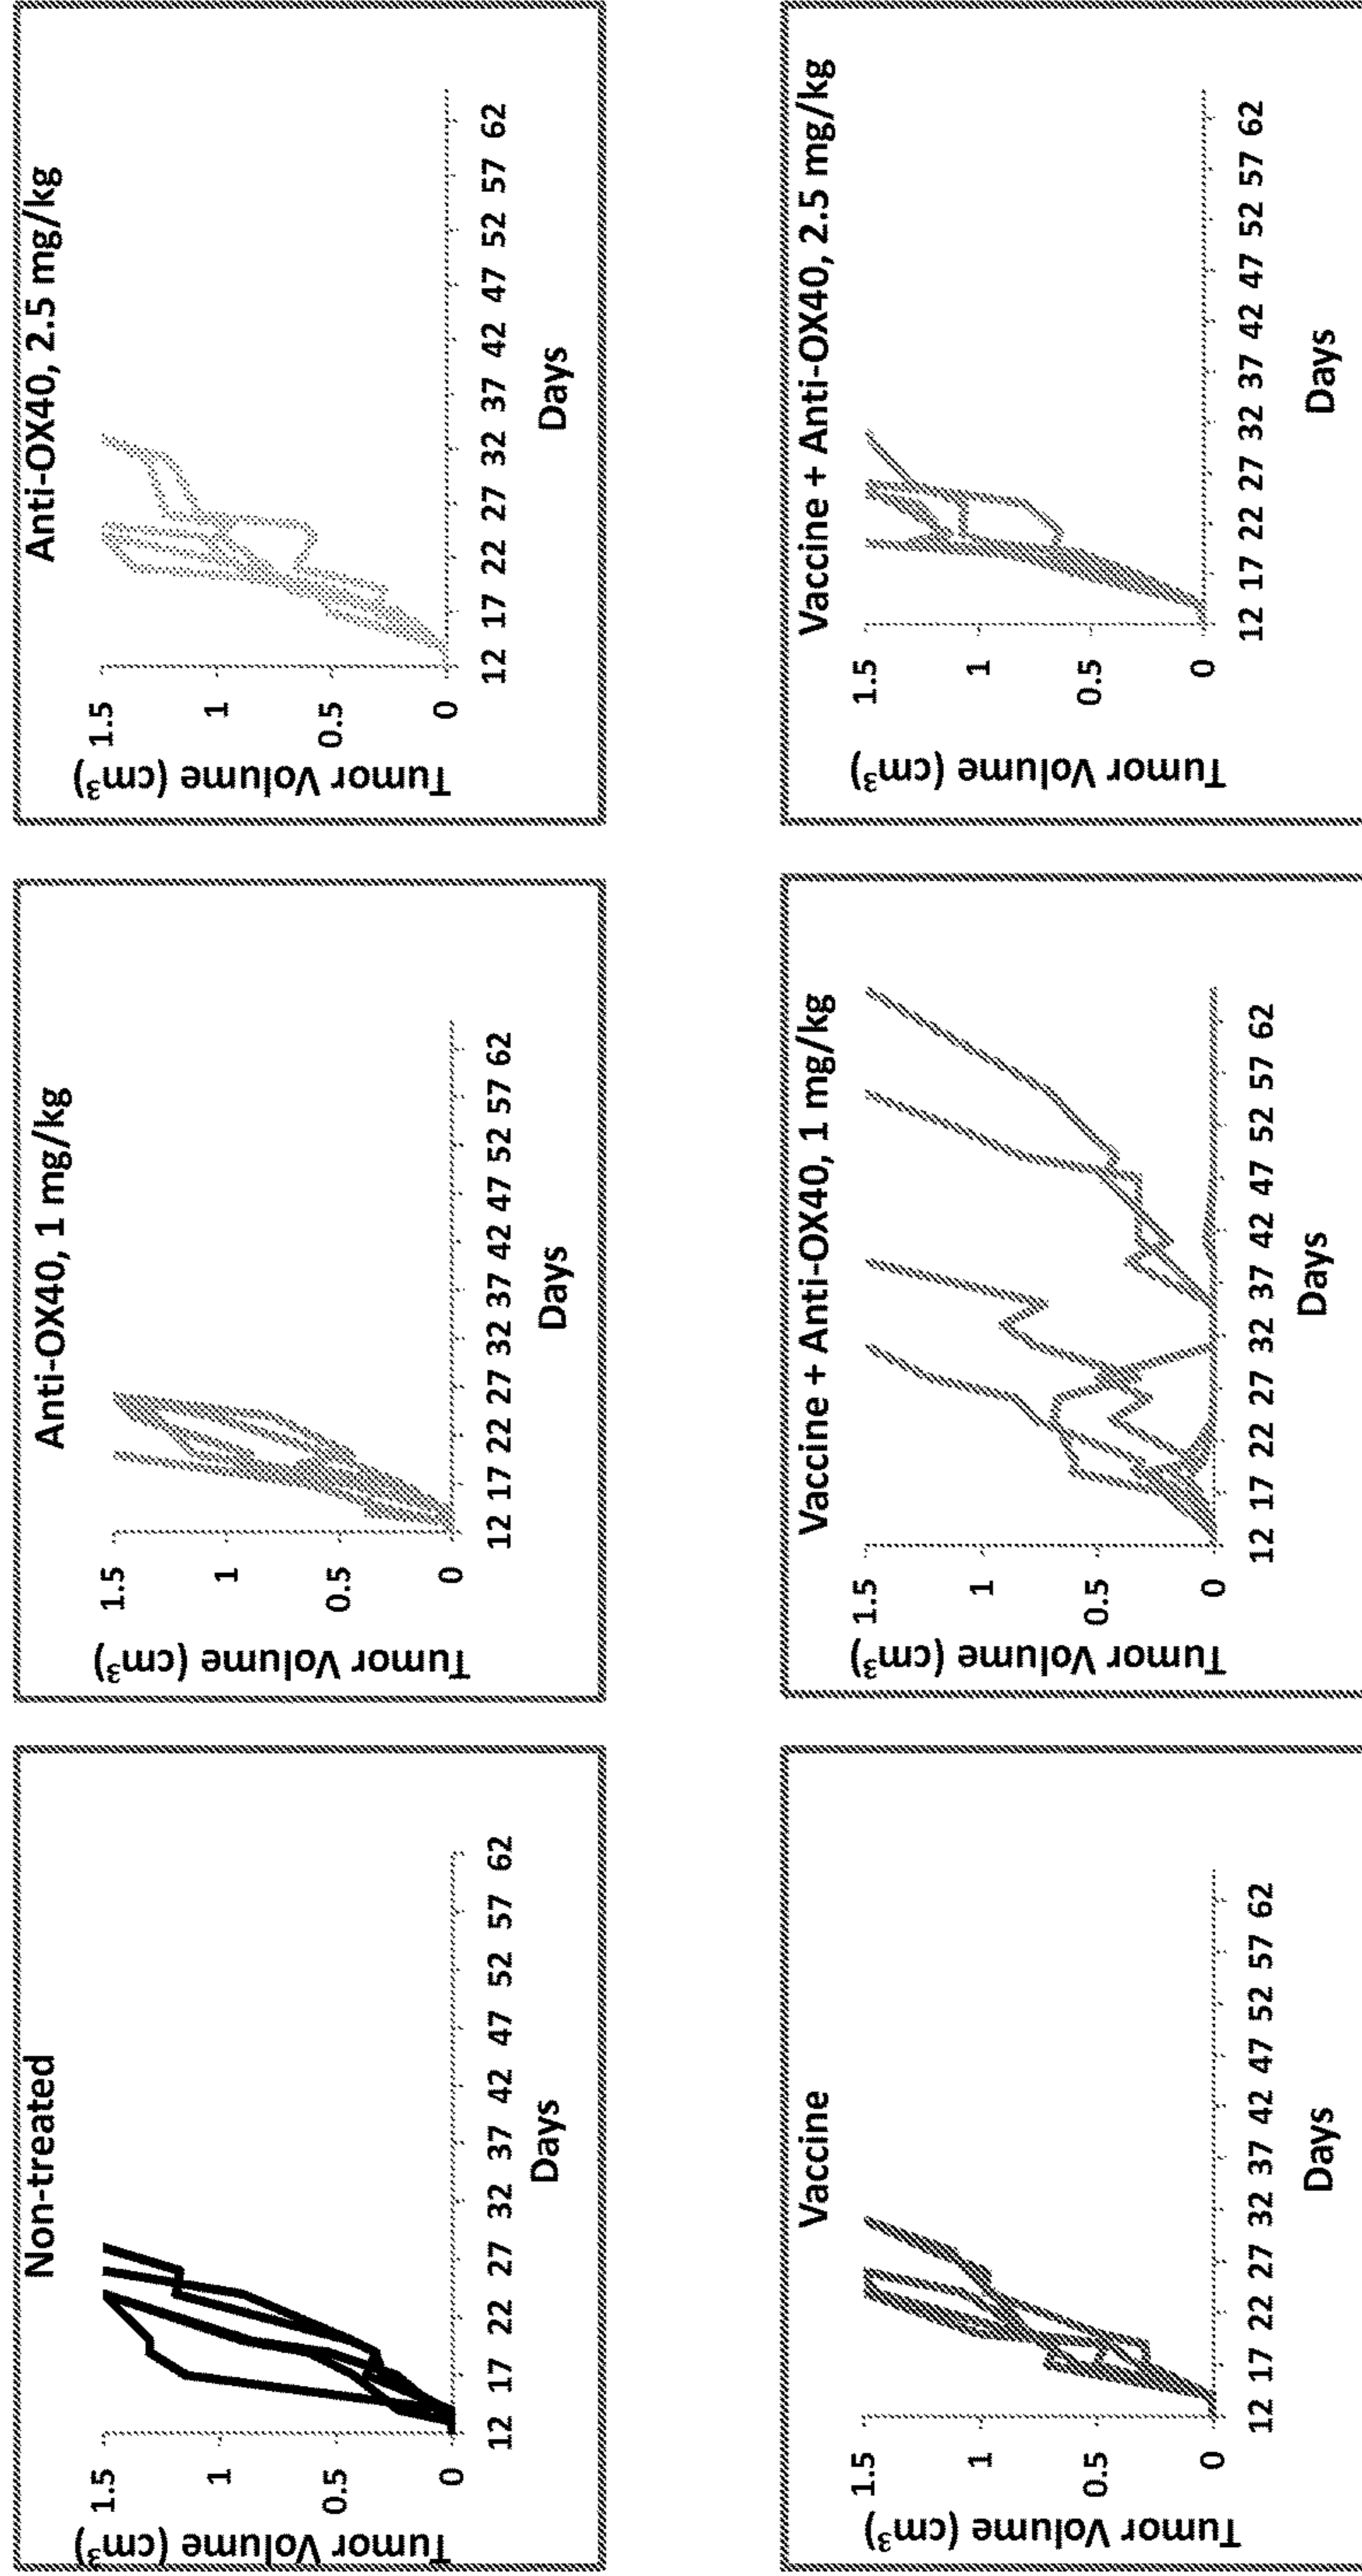 Non-treated
Tumor Volume (cm³)
1.5
1
0.5
0
12 17 22 27 32 37 42 47 52 57 62
Days
Anti-OX40, 1 mg/kg
Tumor Volume (cm³)
1.5
1
0.5
0
12 17 22 27 32 37 42 47 52 57 62
Days
Anti-OX40, 2.5 mg/kg
Tumor Volume (cm³)
1.5
1
0.5
0
12 17 22 27 32 37 42 47 52 57 62
Days
Vaccine
Tumor Volume (cm³)
1.5
1
0.5
0
12 17 22 27 32 37 42 47 52 57 62
Days
Vaccine + Anti-OX40, 1 mg/kg
Tumor Volume (cm³)
1.5
1
0.5
0
12 17 22 27 32 37 42 47 52 57 62
Days
Vaccine + Anti-OX40, 2.5 mg/kg
Tumor Volume (cm³)
1.5
1
0.5
0
12 17 22 27 32 37 42 47 52 57 62
Days